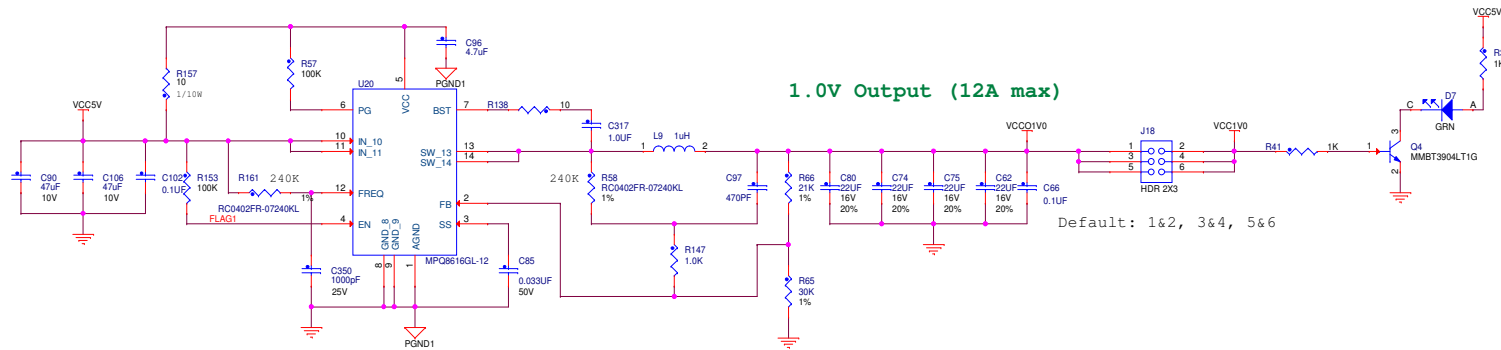 VCC5V
R157
10
1/10W
R57
100K
C96
4.7uF
PGND1
U20
5
VCC
6
PG
BST
7
R138
10
C317
1.0UF
10
IN_10
11
IN_11
SW_13
13
SW_14
14
12
FREQ
FB
2
4
EN
SS
3
GND_8
GND_9
AGND
8
9
1
MPQ8616GL-12
PGND1
C90
47uF
10V
C106
47uF
10V
C102
0.1UF
R153
100K
1%
R161
240K
RC0402FR-07240KL
FLAG1
C350
1000pF
25V
C85
0.033UF
50V
1.0V Output (12A max)
L9
1uH
1
2
240K
R58
RC0402FR-07240KL
1%
C97
470PF
R147
1.0K
R66
21K
1%
R65
30K
1%
C80
22UF
16V
20%
C74
22UF
16V
20%
C75
22UF
16V
20%
C62
22UF
16V
20%
C66
0.1UF
VCCO1V0
J18
1
2
3
4
5
6
HDR 2X3
Default: 1&2, 3&4, 5&6
VCC1V0
R41
1K
1
Q4
MMBT3904LT1G
3
2
C
D7
A
GRN
VCC5V